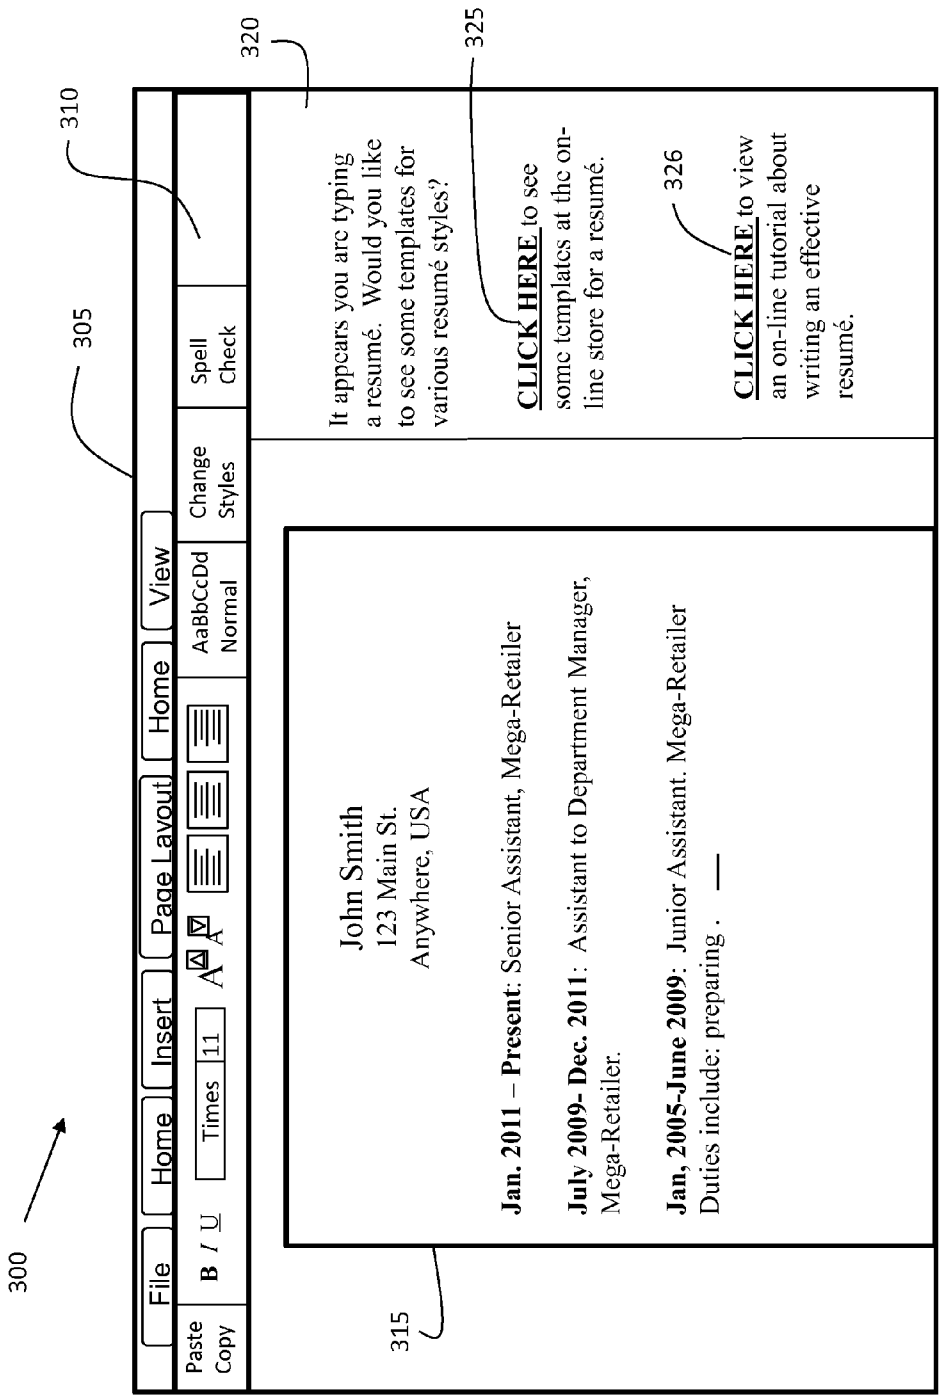 300
305
310
320
325
326
315
File Home Insert Page Layout Home View
Paste
Copy
B I U
Times 11
A A
AaBbCcDd
Normal
Change
Styles
Spell
Check
John Smith
123 Main St.
Anywhere, USA
Jan. 2011 – Present: Senior Assistant, Mega-Retailer
July 2009- Dec. 2011: Assistant to Department Manager,
Mega-Retailer.
Jan, 2005-June 2009: Junior Assistant. Mega-Retailer
Duties include: preparing .
It appears you are typing
a resumé. Would you like
to see some templates for
various resumé styles?
CLICK HERE to see
some templates at the on-
line store for a resumé.
CLICK HERE to view
an on-line tutorial about
writing an effective
resumé.